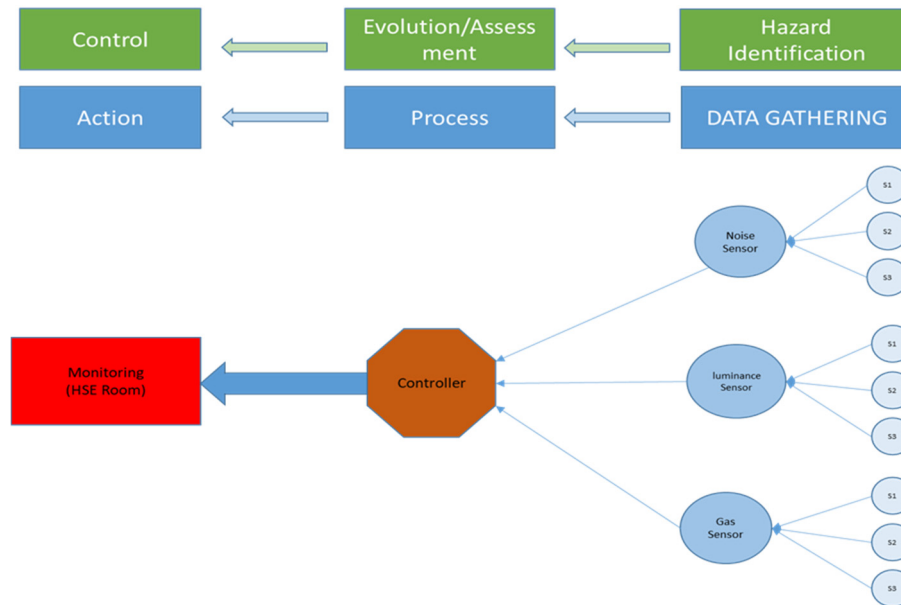 Control
Evolution/Assess
ment
Hazard
Identification
Action
Process
DATA GATHERING
S1
Noise
Sensor
S2
S3
Monitoring
(HSE Room)
Controller
S1
luminance
Sensor
S2
S3
S1
Gas
Sensor
S2
S3